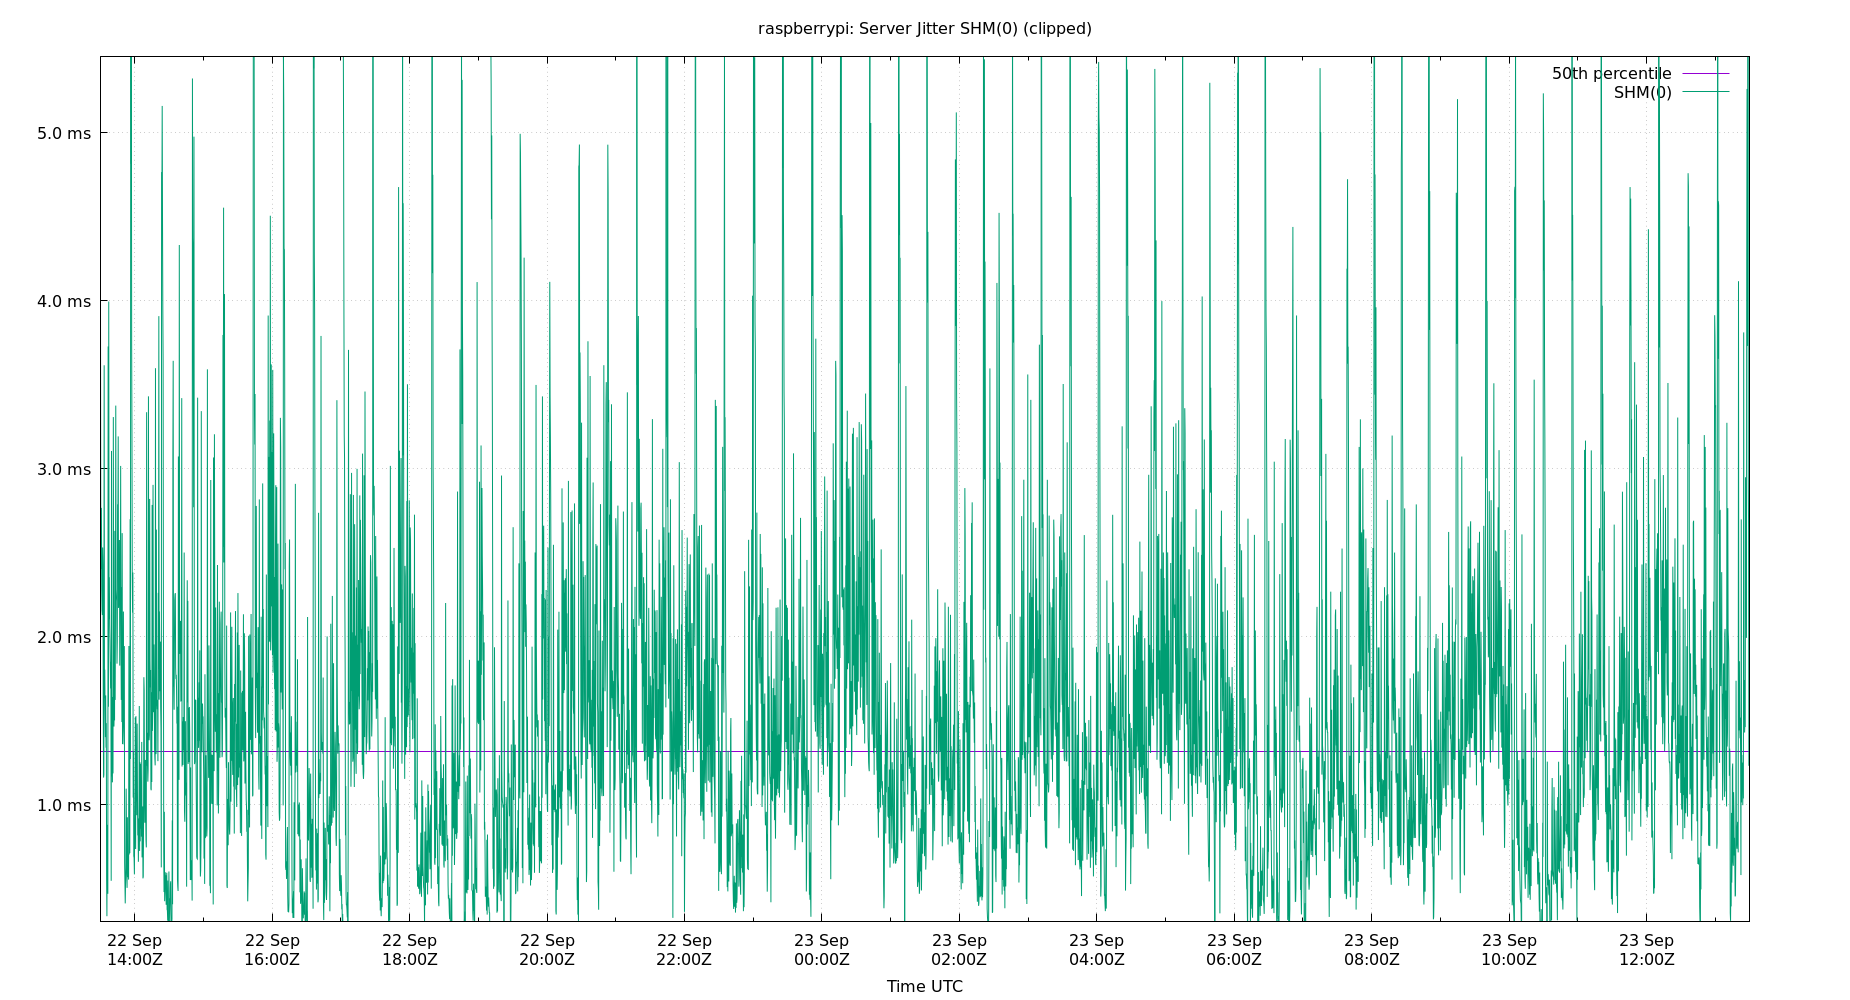 raspberrypi: Server Jitter SHM(0) (clipped)
50th percentile
SHM(0)
5.0 ms
4.0 ms
3.0 ms
2.0 ms
1.0 ms
22 Sep 22 Sep 22 Sep 22 Sep 22 Sep 23 Sep 23 Sep 23 Sep 23 Sep 23 Sep 23 Sep 23 Sep
14:00Z 16:00Z 18:00Z 20:00Z 22:00Z 00:00Z 02:00Z 04:00Z 06:00Z 08:00Z 10:00Z 12:00Z
Time UTC